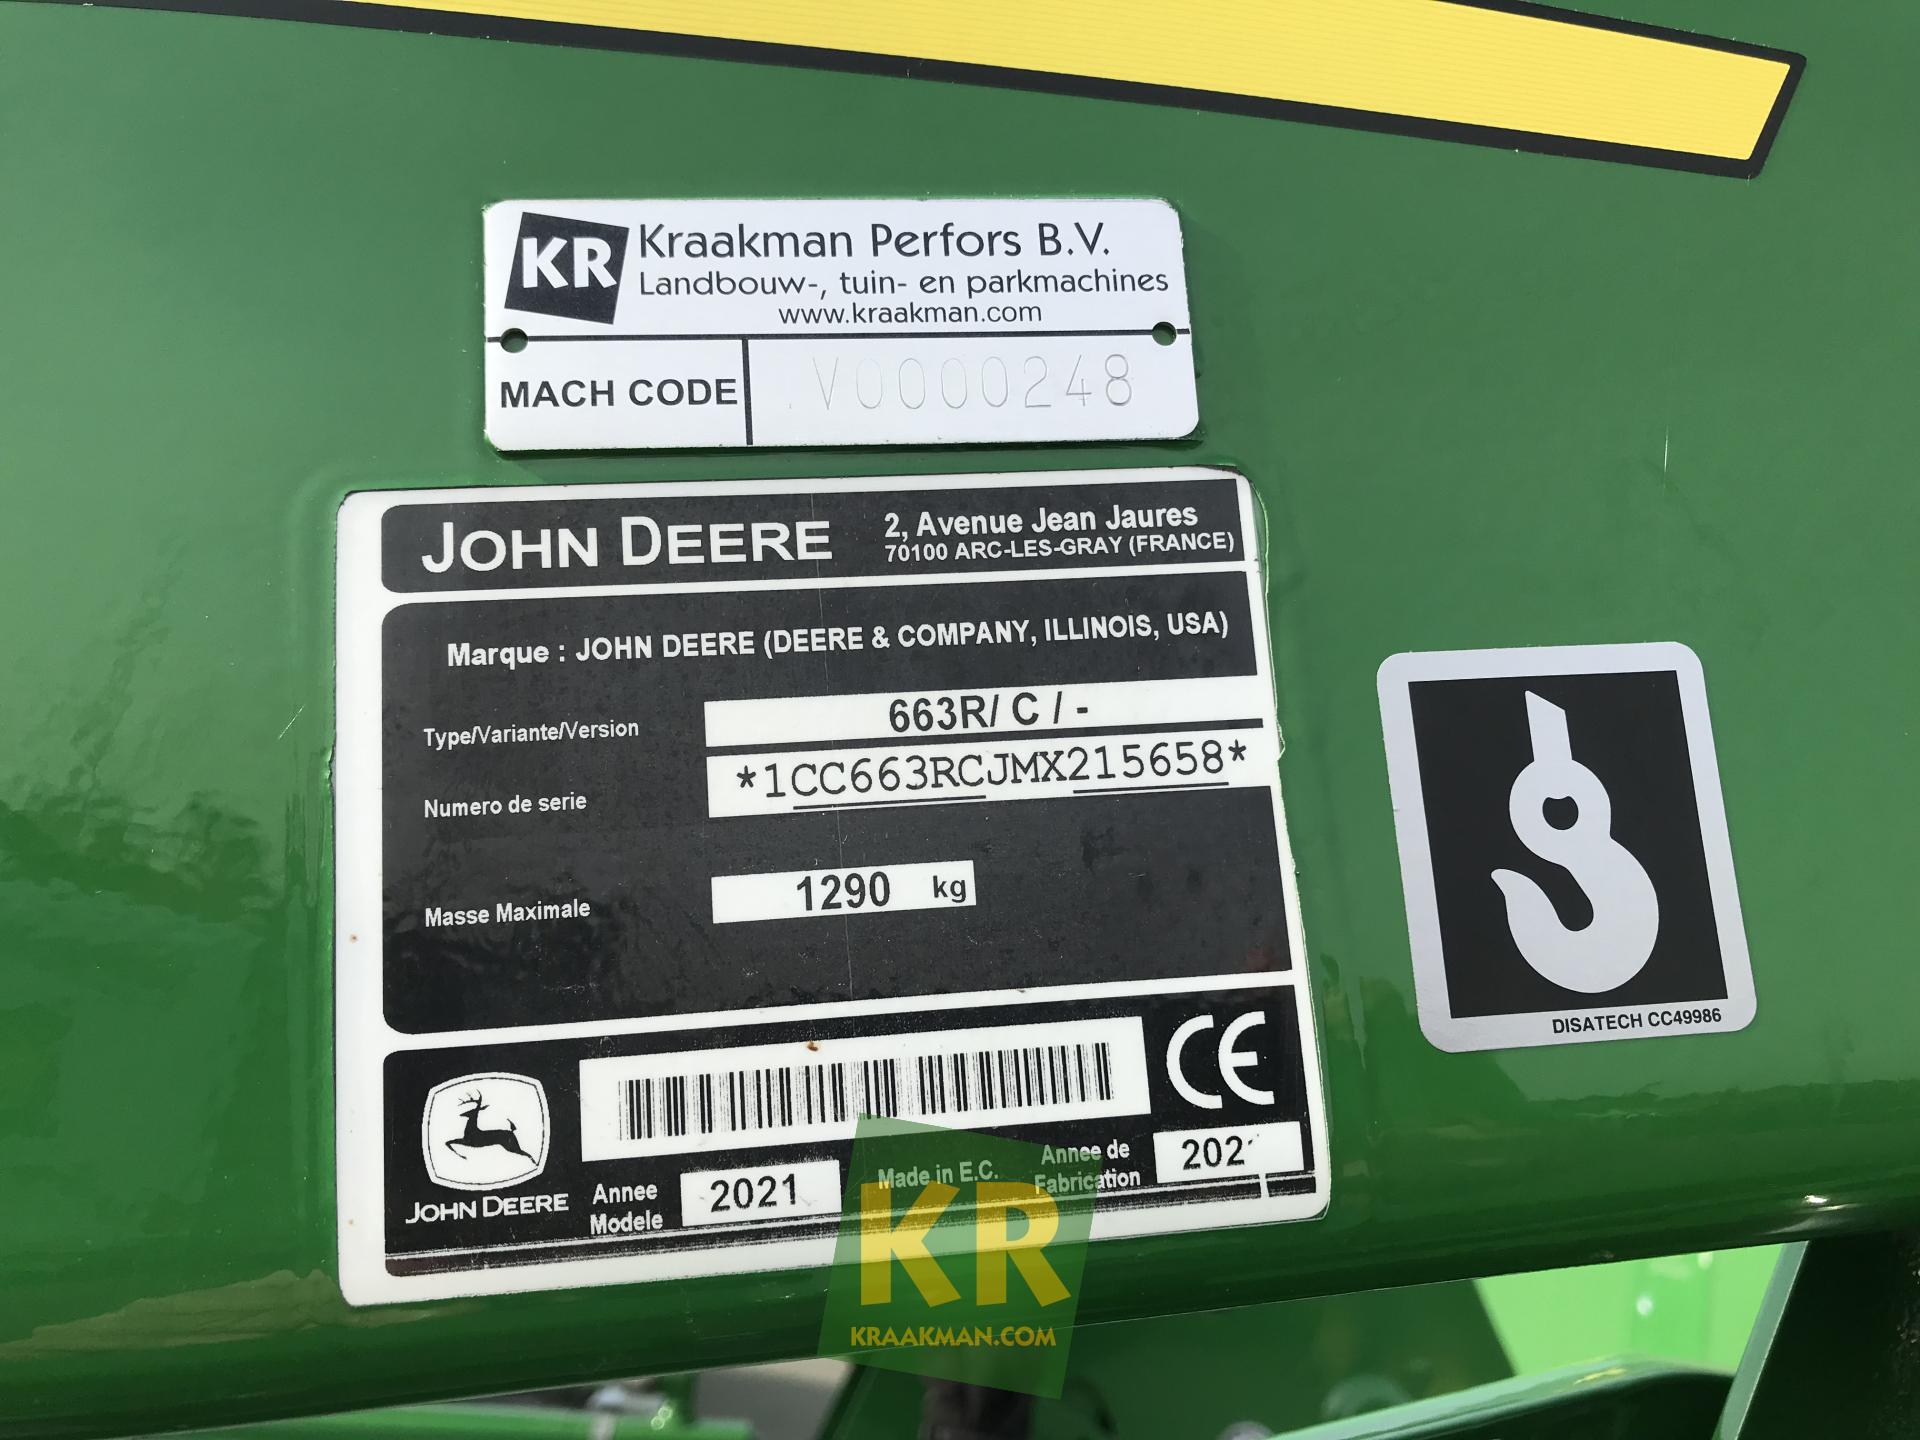 KR Kraakman Perfors B.V.
Landbouw-, tuin- en parkmachines
www.kraakman.com
MACH CODE V0000248
JOHN DEERE
2, Avenue Jean Jaures
70100 ARC-LES-GRAY (FRANCE)
Marque : JOHN DEERE (DEERE & COMPANY, ILLINOIS, USA)
Type/Variante/Version 663R/ C / -
Numero de serie *1CC663RCJMX215658*
Masse Maximale 1290 kg
CE
JOHN DEERE
Annee
Modele
2021
Made in E.C.
Annee de
Fabrication
DISATECH CC49986
KR
KRAAKMAN.COM